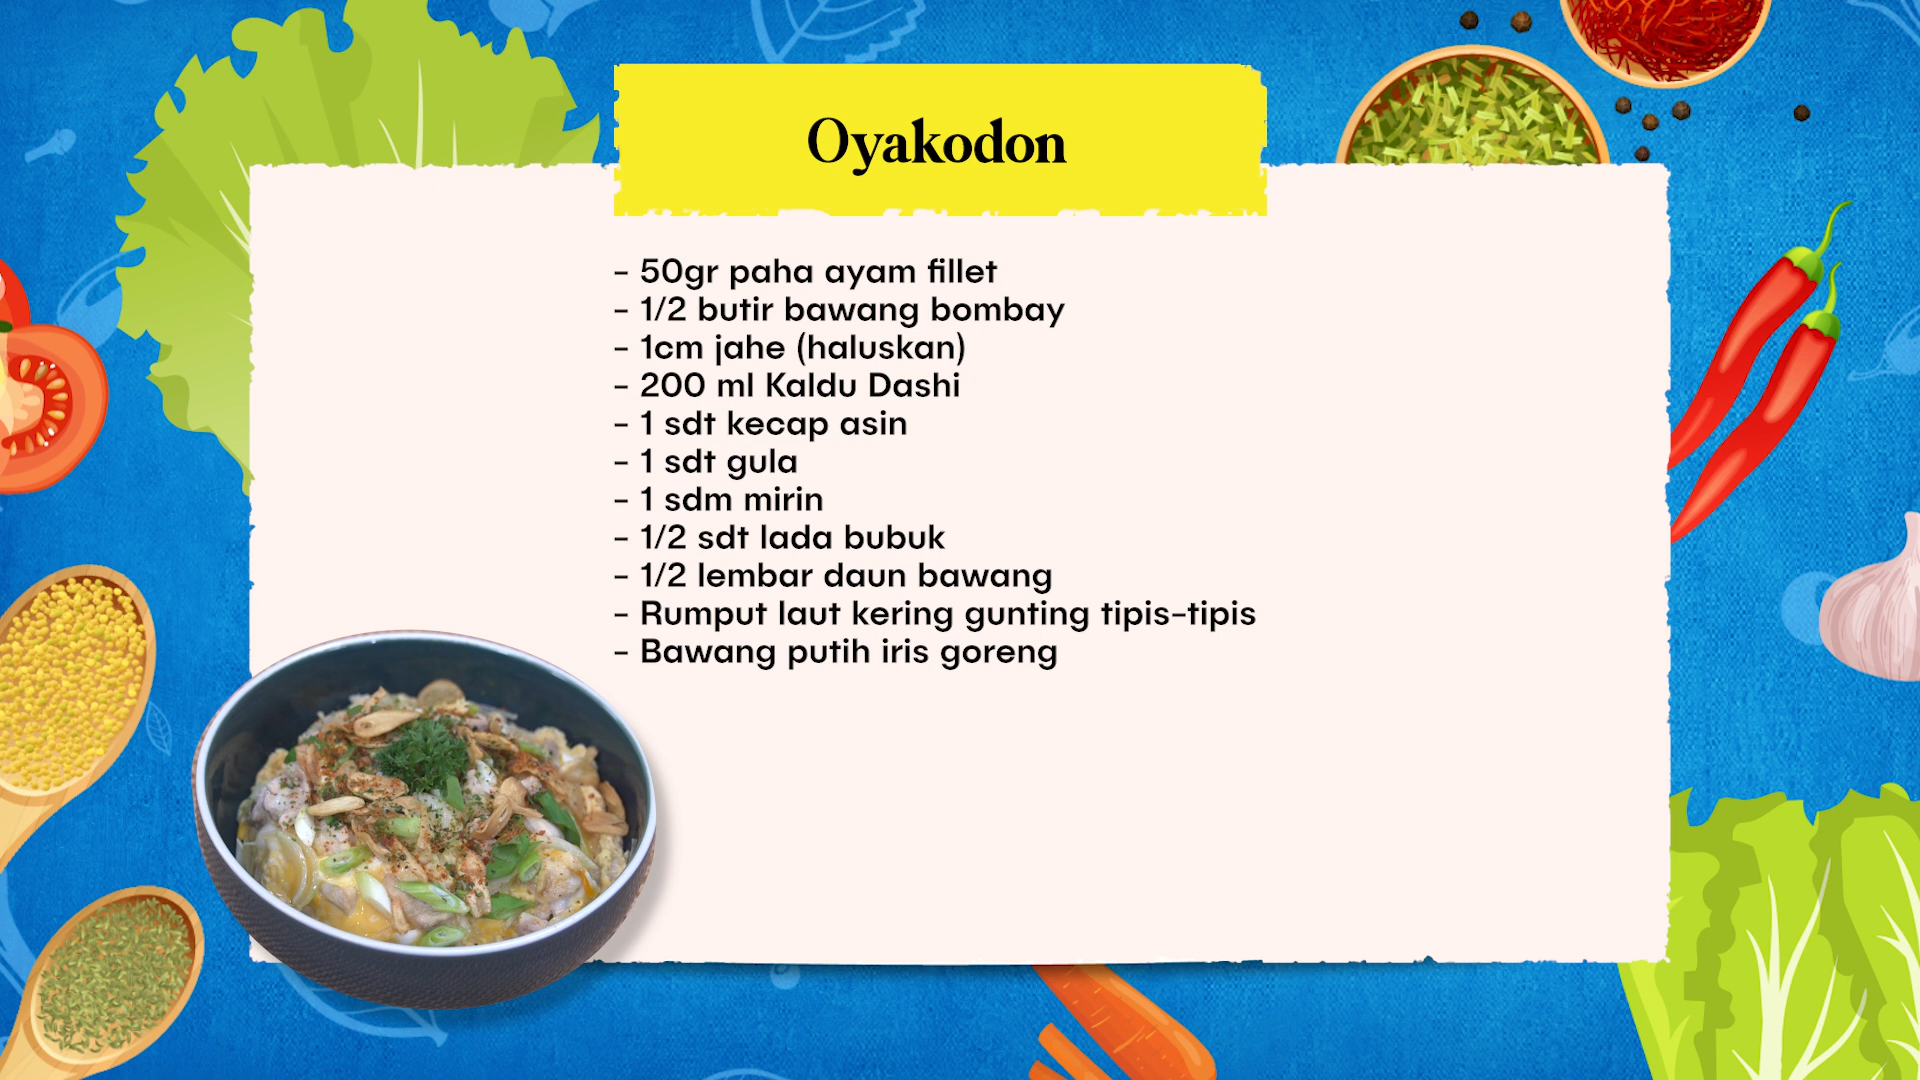 Oyakodon
- 50gr paha ayam fillet
- 1/2 butir bawang bombay
- 1cm jahe (haluskan)
- 200 ml Kaldu Dashi
- 1 sdt kecap asin
- 1 sdt gula
- 1 sdm mirin
- 1/2 sdt lada bubuk
- 1/2 lembar daun bawang
- Rumput laut kering gunting tipis-tipis
- Bawang putih iris goreng